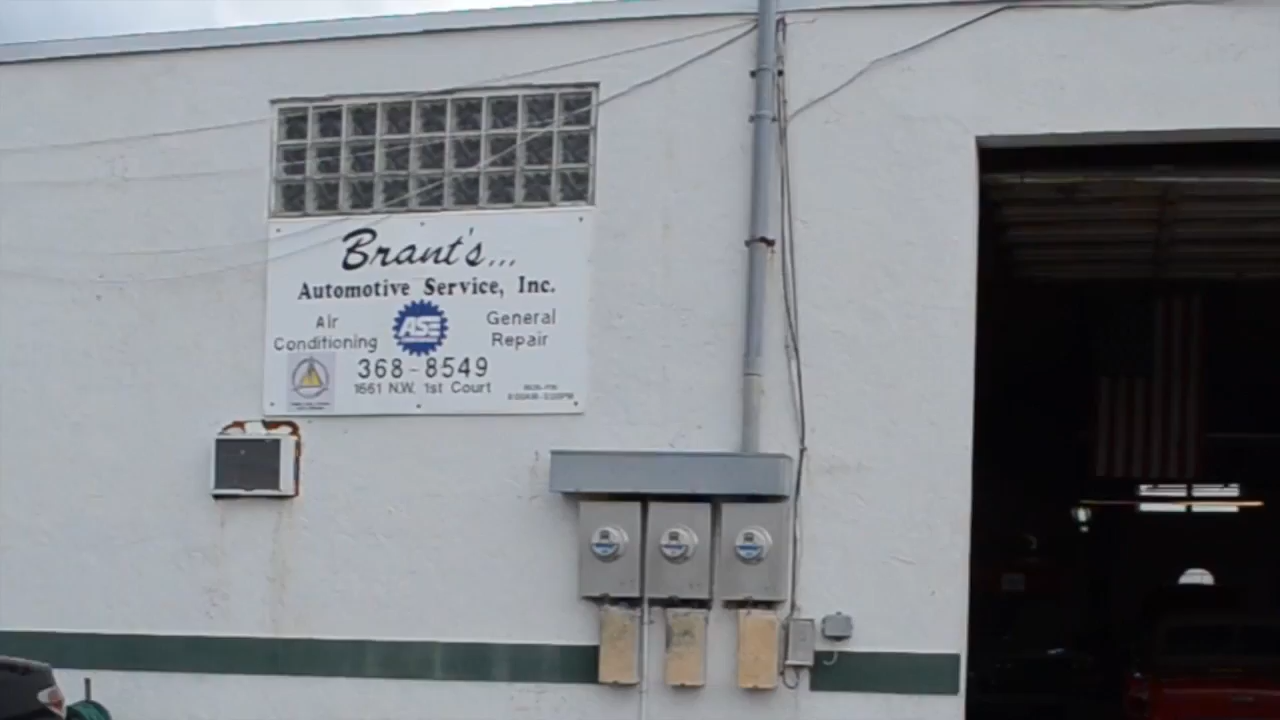 Brant's...
Automotive Service, Inc.
Air
Conditioning
ASE
General
Repair
368-8549
1661 N.W. 1st Court